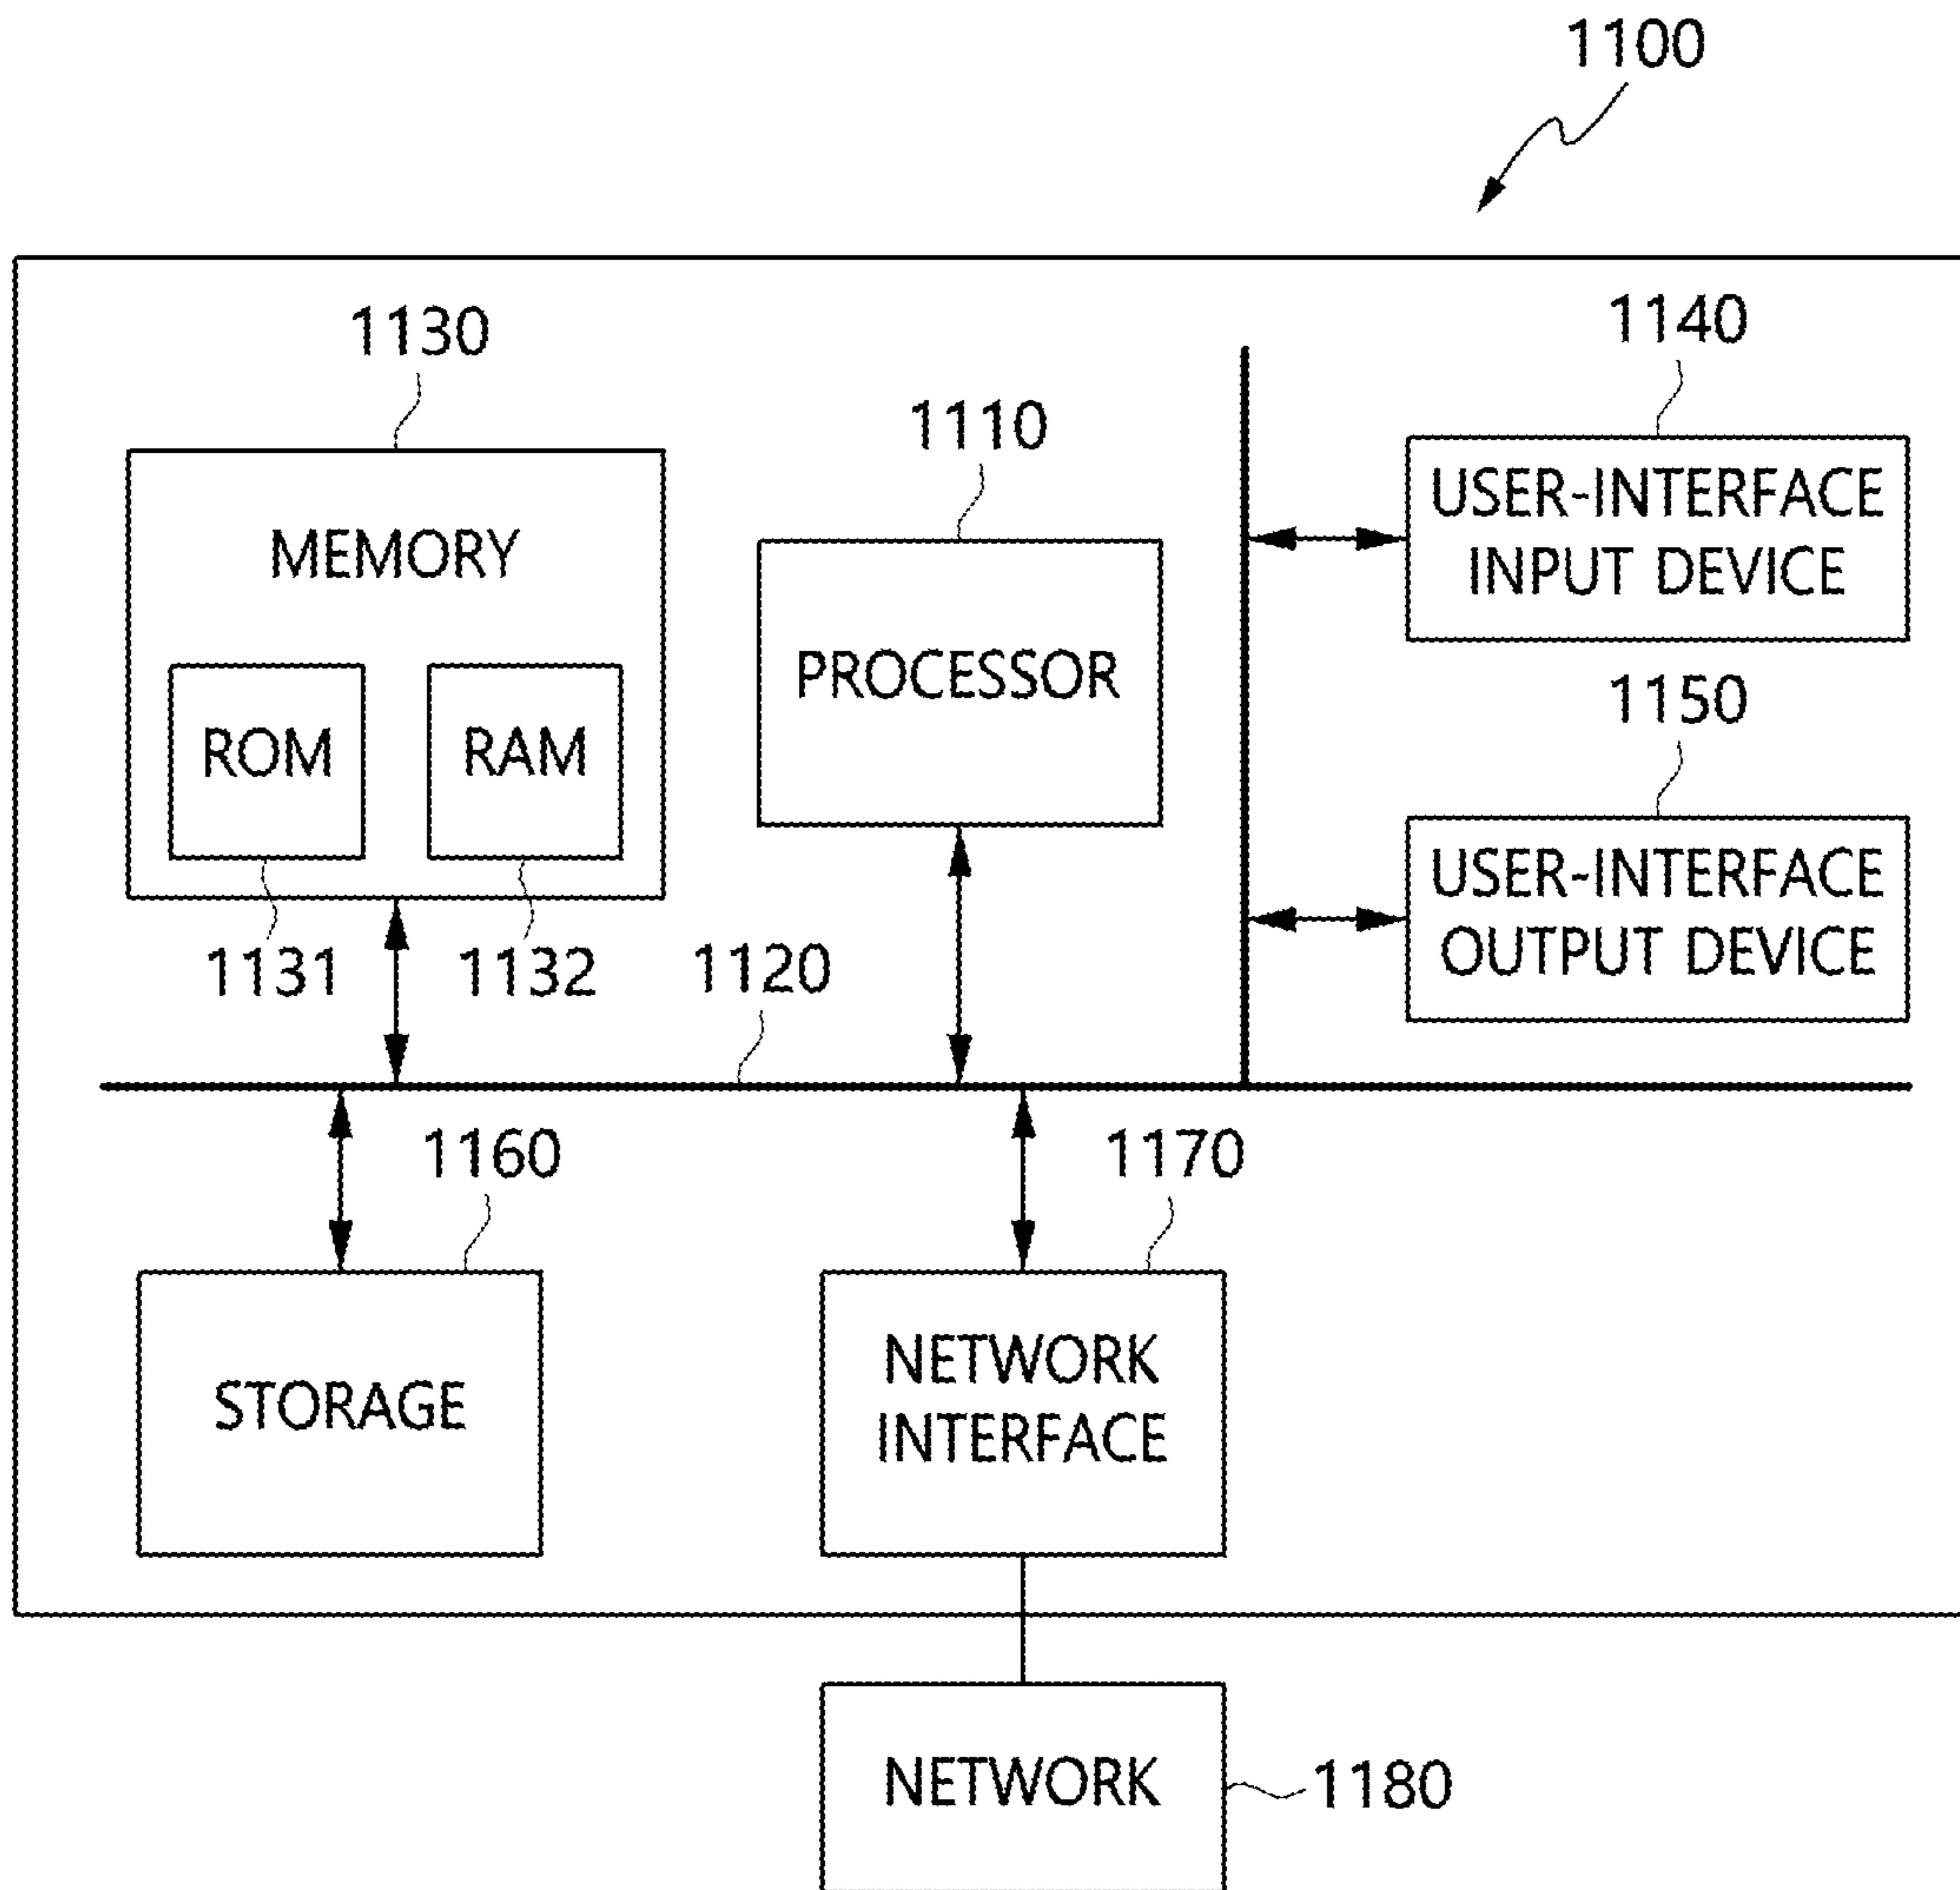 1100
1130
1140
1110
MEMORY
USER-INTERFACE
INPUT DEVICE
PROCESSOR
ROM
RAM
1150
USER-INTERFACE
OUTPUT DEVICE
1131
1132
1120
1160
1170
STORAGE
NETWORK
INTERFACE
NETWORK
1180